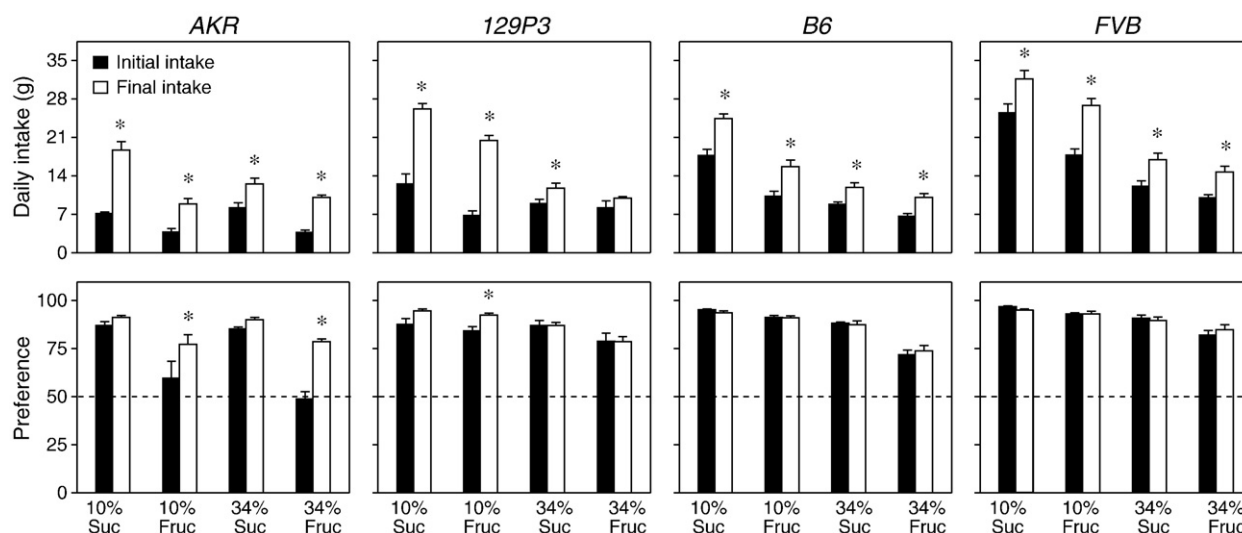 AKR 129P3 B6 FVB
Daily intake (g)
35
28
21
14
7
0
Initial intake
Final intake
* * * *
* * *
* * * *
* * * *
Preference
100
75
50
25
0
* *
*
10% Suc 10% Fruc 34% Suc 34% Fruc
10% Suc 10% Fruc 34% Suc 34% Fruc
10% Suc 10% Fruc 34% Suc 34% Fruc
10% Suc 10% Fruc 34% Suc 34% Fruc